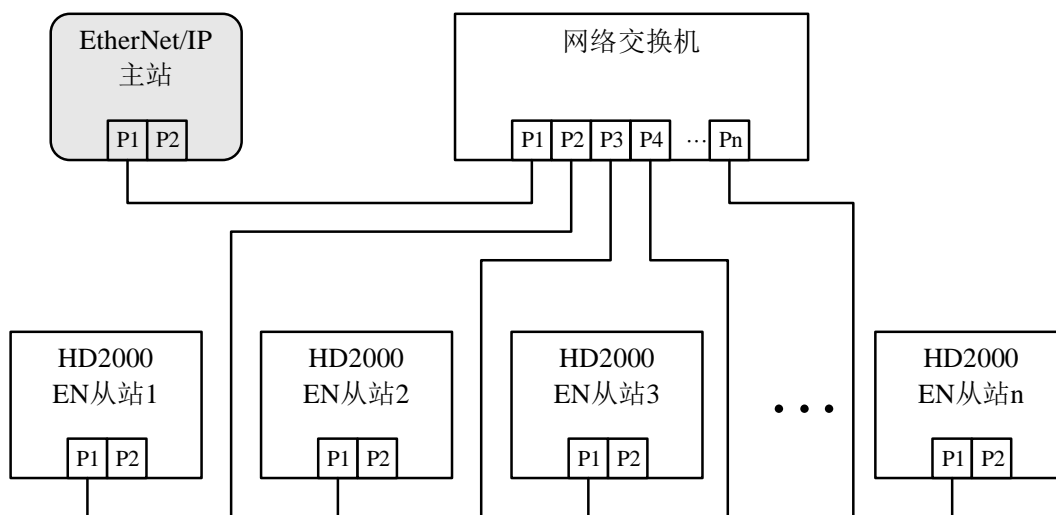 EtherNet/IP
主站
P1 P2
网络交换机
P1 P2 P3 P4 ··· Pn
HD2000
EN从站1
P1 P2
HD2000
EN从站2
P1 P2
HD2000
EN从站3
P1 P2
• • •
HD2000
EN从站n
P1 P2